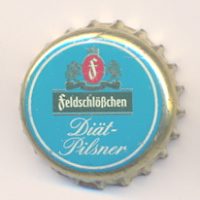 F
Feldschlößchen
Diät-
Pilsner